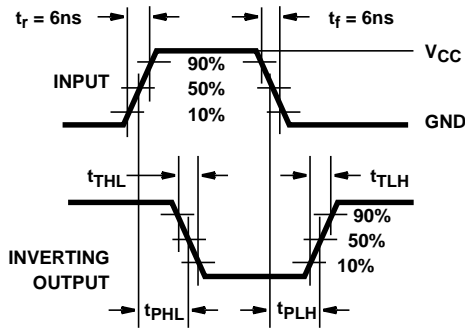 tr = 6ns
tf = 6ns
VCC
90%
INPUT
50%
10%
GND
tTHL
tTLH
90%
50%
INVERTING
OUTPUT
10%
tPHL
tPLH